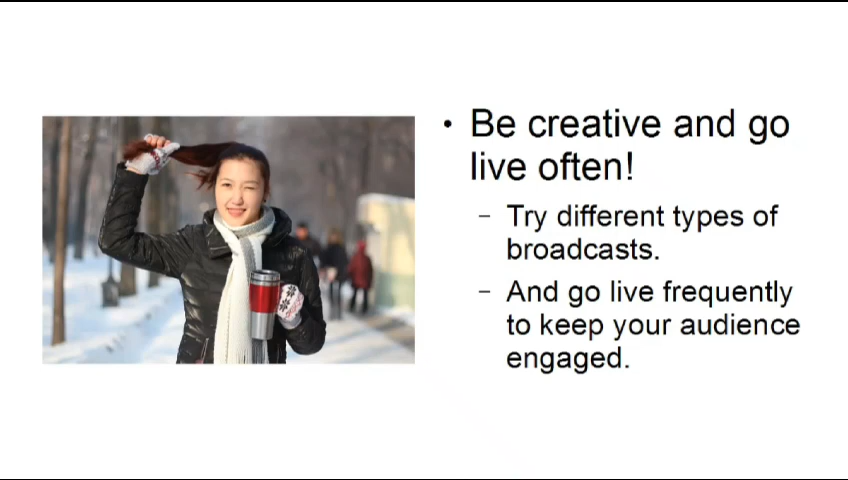 • Be creative and go
live often!
– Try different types of
broadcasts.
– And go live frequently
to keep your audience
engaged.